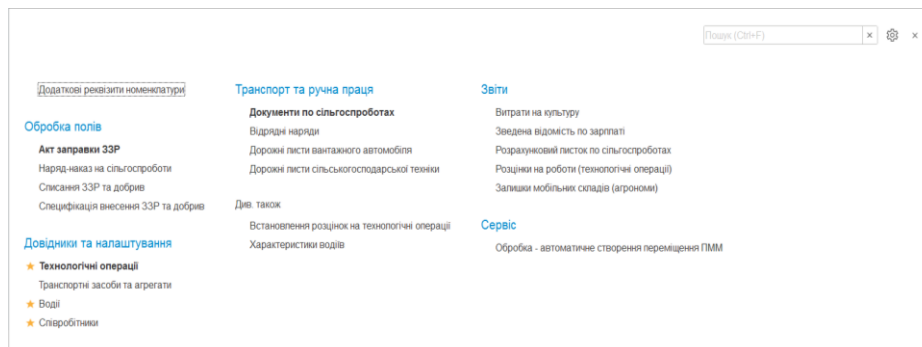 Пошук (Ctrl+F)
Додаткові реквізити номенклатури
Обробка полів
Акт заправки ЗЗР
Наряд-наказ на сільгоспроботи
Списання ЗЗР та добрив
Специфікація внесення ЗЗР та добрив
Довідники та налаштування
Технологічні операції
Транспортні засоби та агрегати
Водії
Співробітники
Транспорт та ручна праця
Документи по сільгоспроботах
Відрядні наряди
Дорожні листи вантажного автомобіля
Дорожні листи сільськогосподарської техніки
Див. також
Встановлення розцінок на технологічні операції
Характеристики водіїв
Звіти
Витрати на культуру
Зведена відомість по зарплаті
Розрахунковий листок по сільгоспроботах
Розцінки на роботи (технологічні операції)
Залишки мобільних складів (агрономи)
Сервіс
Обробка - автоматичне створення переміщення ПММ